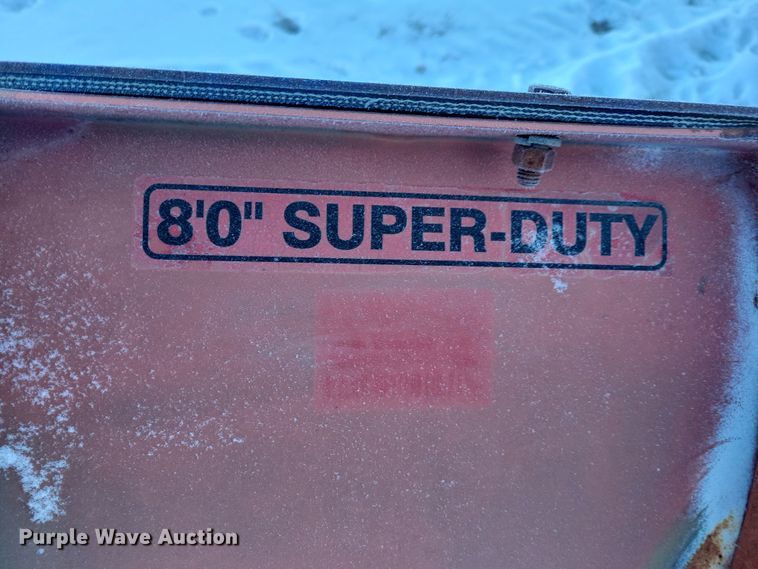 8'0" SUPER-DUTY
Purple Wave Auction